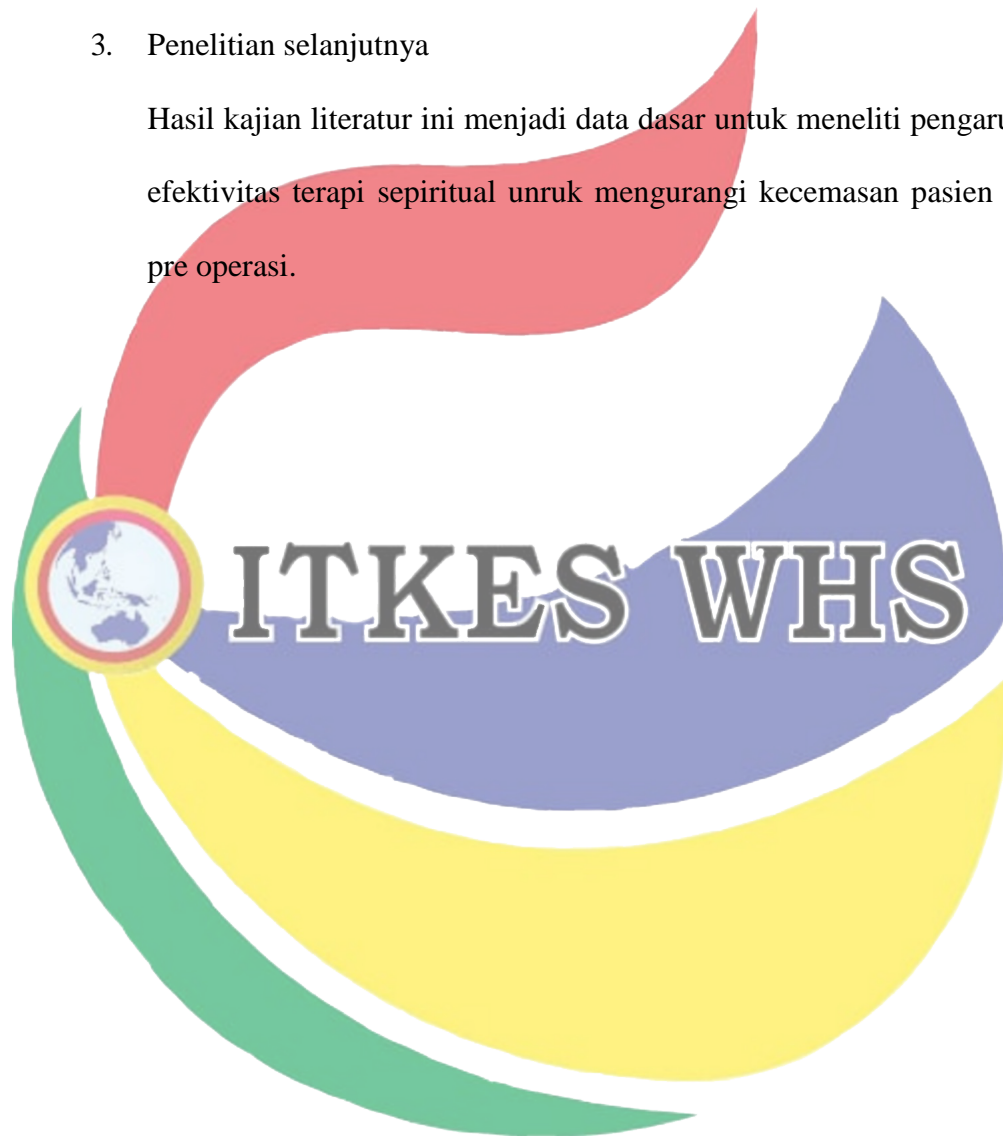 3. Penelitian selanjutnya
Hasil kajian literatur ini menjadi data dasar untuk meneliti pengaru
efektivitas terapi sepiritual unruk mengurangi kecemasan pasien
pre operasi.
ITKES WHS